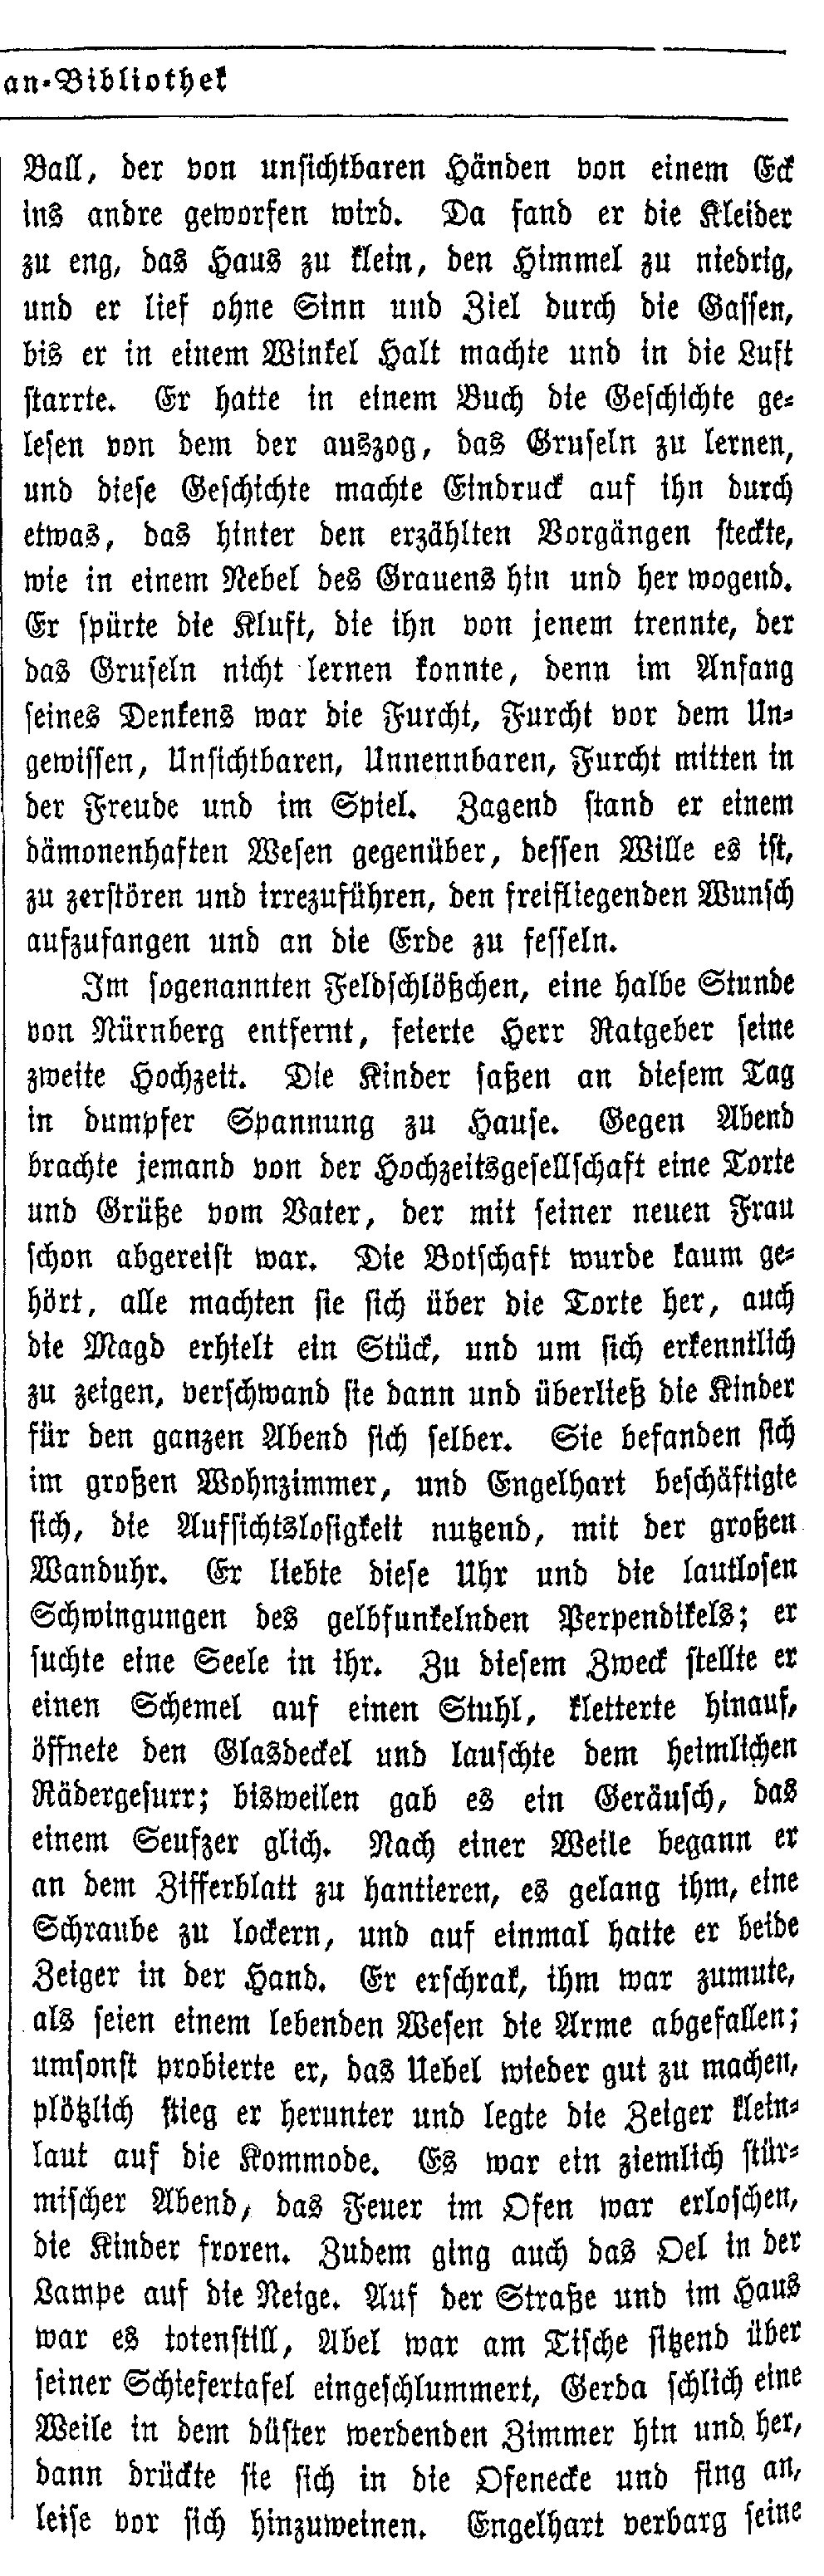 an-Bibliothek
Ball, der von unsichtbaren Händen von einem Eck
ins andre geworfen wird. Da fand er die Kleider
zu eng, das Haus zu klein, den Himmel zu niedrig,
und er lief ohne Sinn und Ziel durch die Gassen,
bis er in einem Winkel Halt machte und in die Luft
starrte. Er hatte in einem Buch die Geschichte ge-
lesen von dem der auszog, das Gruseln zu lernen,
und diese Geschichte machte Eindruck auf ihn durch
etwas, das hinter den erzählten Vorgängen steckte,
wie in einem Nebel des Grauens hin und her wogend.
Er spürte die Kluft, die ihn von jenem trennte, der
das Gruseln nicht lernen konnte, denn im Anfang
seines Denkens war die Furcht, Furcht vor dem Un-
gewissen, Unsichtbaren, Unnennbaren, Furcht mitten in
der Freude und im Spiel. Zagend stand er einem
dämonenhaften Wesen gegenüber, dessen Wille es ist,
zu zerstören und irrezuführen, den freifliegenden Wunsch
aufzufangen und an die Erde zu fesseln.
Im sogenannten Feldschlößchen, eine halbe Stunde
von Nürnberg entfernt, feierte Herr Ratgeber seine
zweite Hochzeit. Die Kinder saßen an diesem Tag
in dumpfer Spannung zu Hause. Gegen Abend
brachte jemand von der Hochzeitsgesellschaft eine Torte
und Grüße vom Vater, der mit seiner neuen Frau
schon abgereist war. Die Botschaft wurde kaum ge-
hört, alle machten sie sich über die Torte her, auch
die Magd erhielt ein Stück, und um sich erkenntlich
zu zeigen, verschwand sie dann und überließ die Kinder
für den ganzen Abend sich selber. Sie befanden sich
im großen Wohnzimmer, und Engelhart beschäftigte
sich, die Aufsichtslosigkeit nutzend, mit der großen
Wanduhr. Er liebte diese Uhr und die lautlosen
Schwingungen des gelbfunkelnden Perpendikels; er
suchte eine Seele in ihr. Zu diesem Zweck stellte er
einen Schemel auf einen Stuhl, kletterte hinauf,
öffnete den Glasdeckel und lauschte dem heimlichen
Rädergesurr; bisweilen gab es ein Geräusch, das
einem Seufzer glich. Nach einer Weile begann er
an dem Zifferblatt zu hantieren, es gelang ihm, eine
Schraube zu lockern, und auf einmal hatte er beide
Zeiger in der Hand. Er erschrak, ihm war zumute,
als seien einem lebenden Wesen die Arme abgefallen;
umsonst probierte er, das Uebel wieder gut zu machen,
plötzlich stieg er herunter und legte die Zeiger klein-
laut auf die Kommode. Es war ein ziemlich stür-
mischer Abend, das Feuer im Ofen war erloschen,
die Kinder froren. Zudem ging auch das Oel in der
Lampe auf die Neige. Auf der Straße und im Haus
war es totenstill, Abel war am Tische sitzend über
seiner Schiefertafel eingeschlummert, Gerda schlich eine
Weile in dem düster werdenden Zimmer hin und her,
dann drückte sie sich in die Ofenecke und fing an,
leise vor sich hinzuweinen. Engelhart verbarg seine